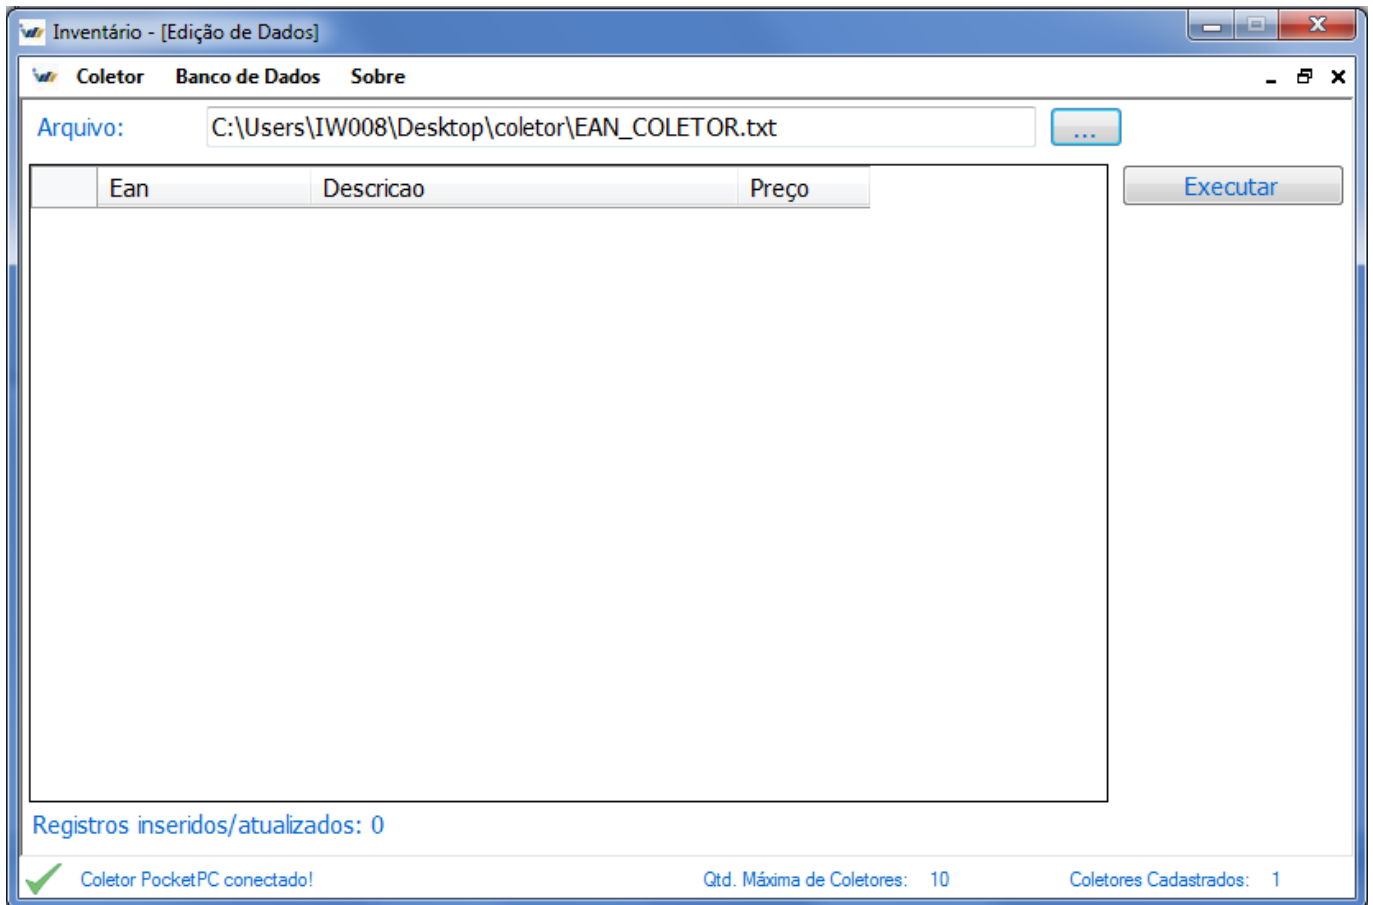 Inventário - [Edição de Dados]
Coletor Banco de Dados Sobre
Arquivo: C:\Users\IW008\Desktop\coletor\EAN_COLETOR.txt ...
Ean Descricao Preço
Executar
Registros inseridos/atualizados: 0
Coletor PocketPC conectado! Qtd. Máxima de Coletores: 10 Coletores Cadastrados: 1